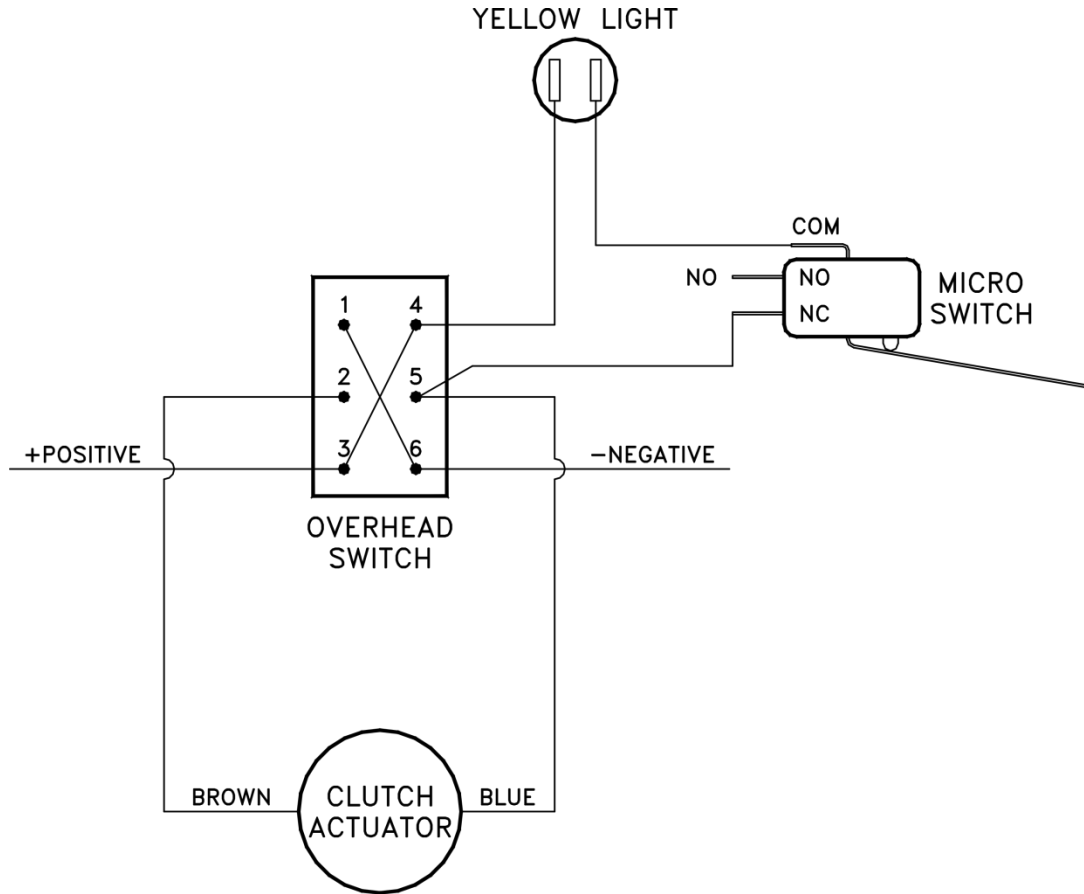 YELLOW LIGHT
COM
NO
NO
NC
MICRO
SWITCH
1
4
2
5
3
6
+POSITIVE
-NEGATIVE
OVERHEAD
SWITCH
BROWN
CLUTCH
ACTUATOR
BLUE